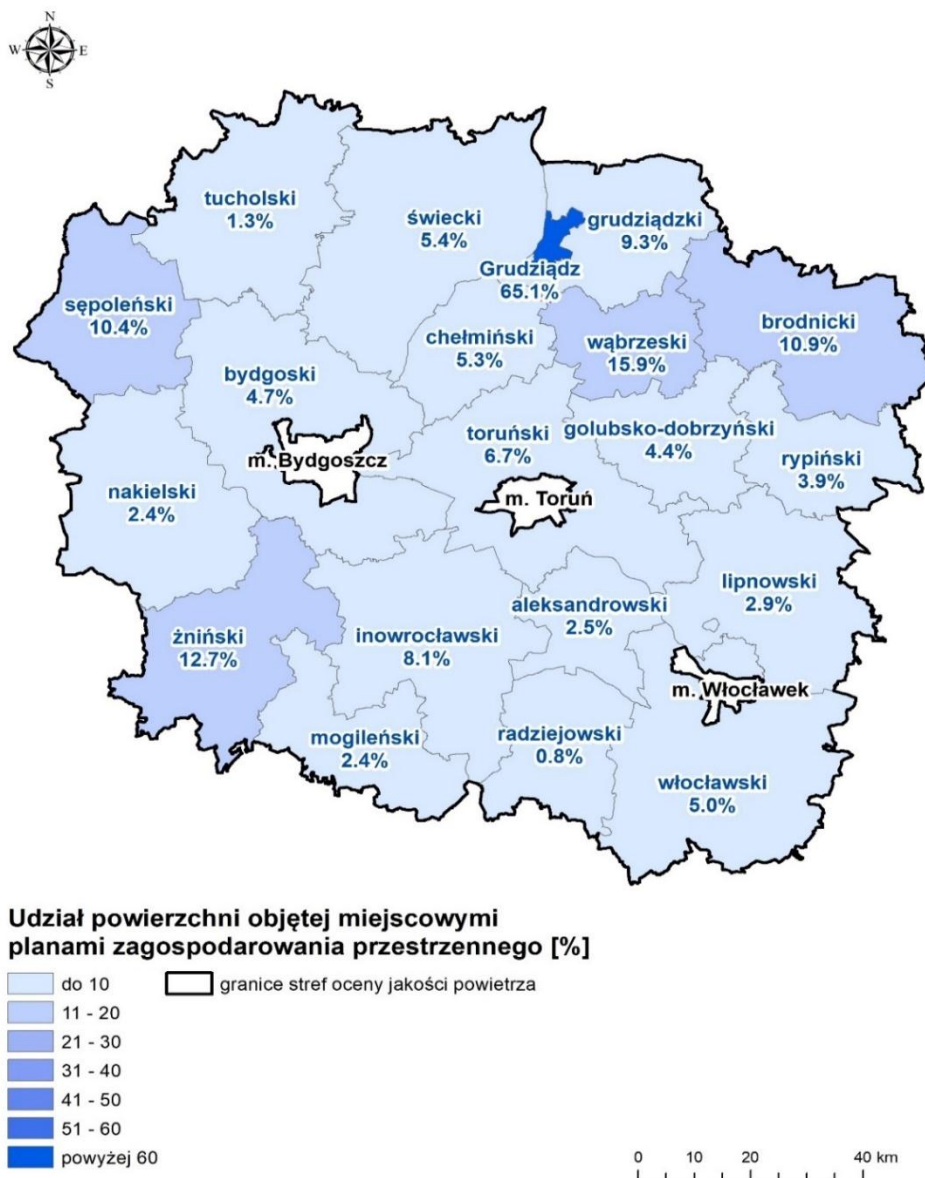 N
W E
S
tucholski
1.3%
świecki
5.4%
grudziądzki
9.3%
Grudziądz
65.1%
sępoleński
10.4%
chełmiński
5.3%
wąbrzeski
15.9%
brodnicki
10.9%
bydgoski
4.7%
m. Bydgoszcz
toruński
6.7%
golubsko-dobrzyński
4.4%
rypiński
3.9%
nakielski
2.4%
m. Toruń
lipnowski
2.9%
aleksandrowski
2.5%
żniński
12.7%
inowrocławski
8.1%
m. Włocławek
mogileński
2.4%
radziejowski
0.8%
włocławski
5.0%
Udział powierzchni objętej miejscowymi
planami zagospodarowania przestrzennego [%]
do 10
granice stref oceny jakości powietrza
11 - 20
21 - 30
31 - 40
41 - 50
51 - 60
powyżej 60
0 10 20 40 km